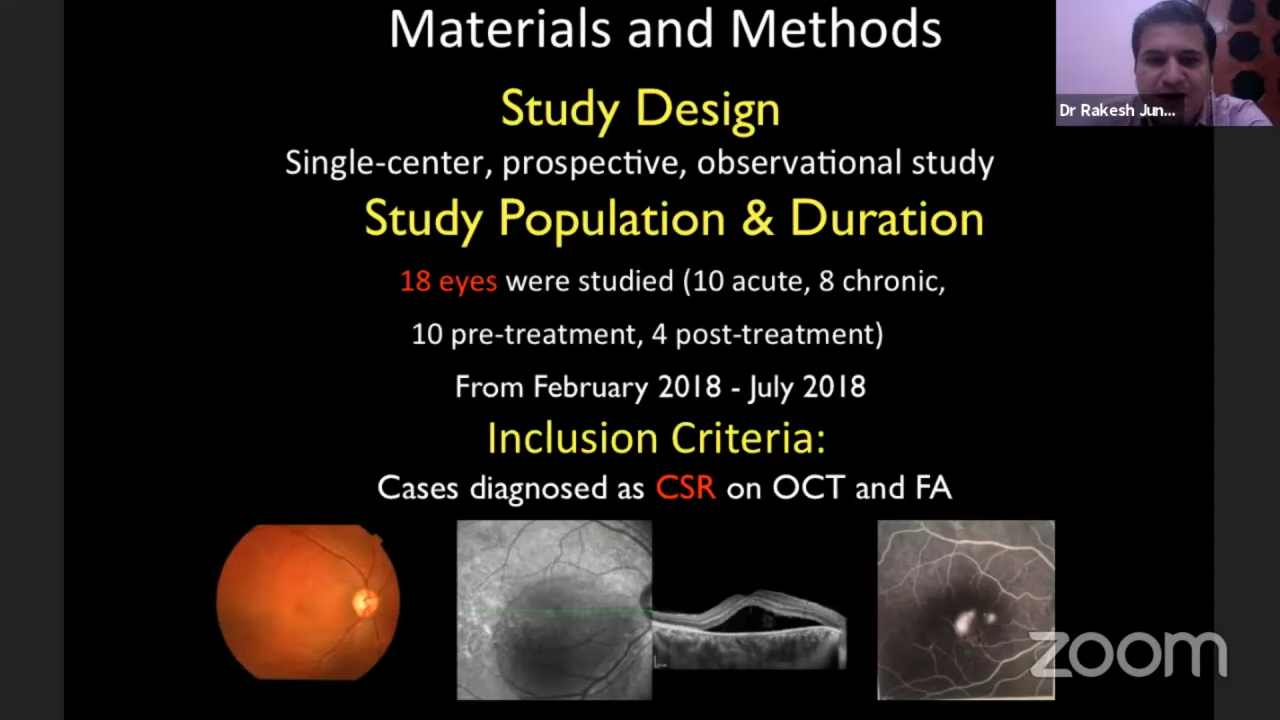 Materials and Methods
Dr Rakesh Jun...
Study Design
Single-center, prospective, observational study
Study Population & Duration
18 eyes were studied (10 acute, 8 chronic,
10 pre-treatment, 4 post-treatment)
From February 2018 - July 2018
Inclusion Criteria:
Cases diagnosed as CSR on OCT and FA
zoom